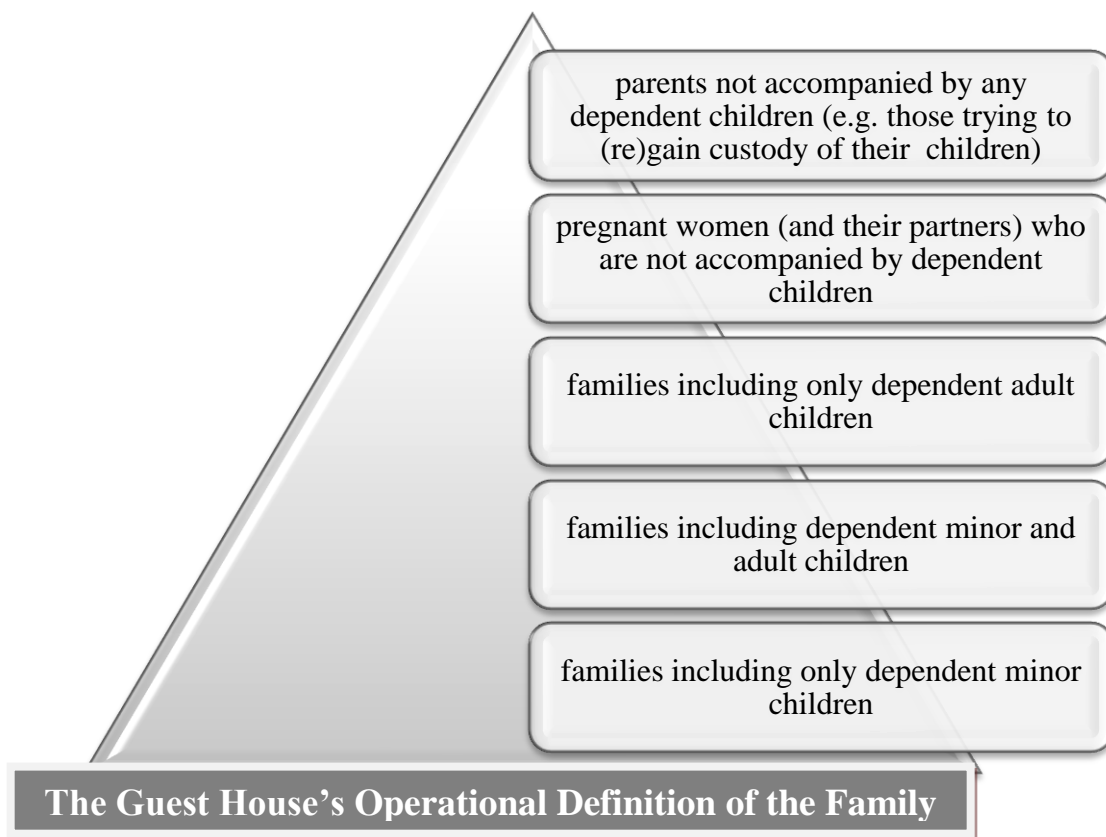 parents not accompanied by any
dependent children (e.g. those trying to
(re)gain custody of their children)
pregnant women (and their partners) who
are not accompanied by dependent
children
families including only dependent adult
children
families including dependent minor and
adult children
families including only dependent minor
children
The Guest House’s Operational Definition of the Family